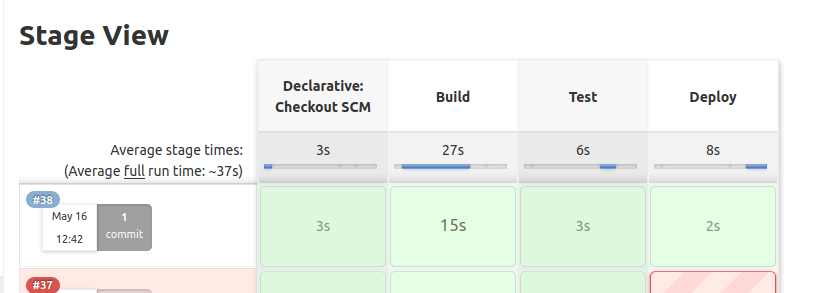 Stage View
Declarative:
Checkout SCM
Build
Test
Deploy
Average stage times:
(Average full run time: ~37s)
3s
27s
6s
8s
#38
May 16
12:42
1
commit
3s
15s
3s
2s
#37